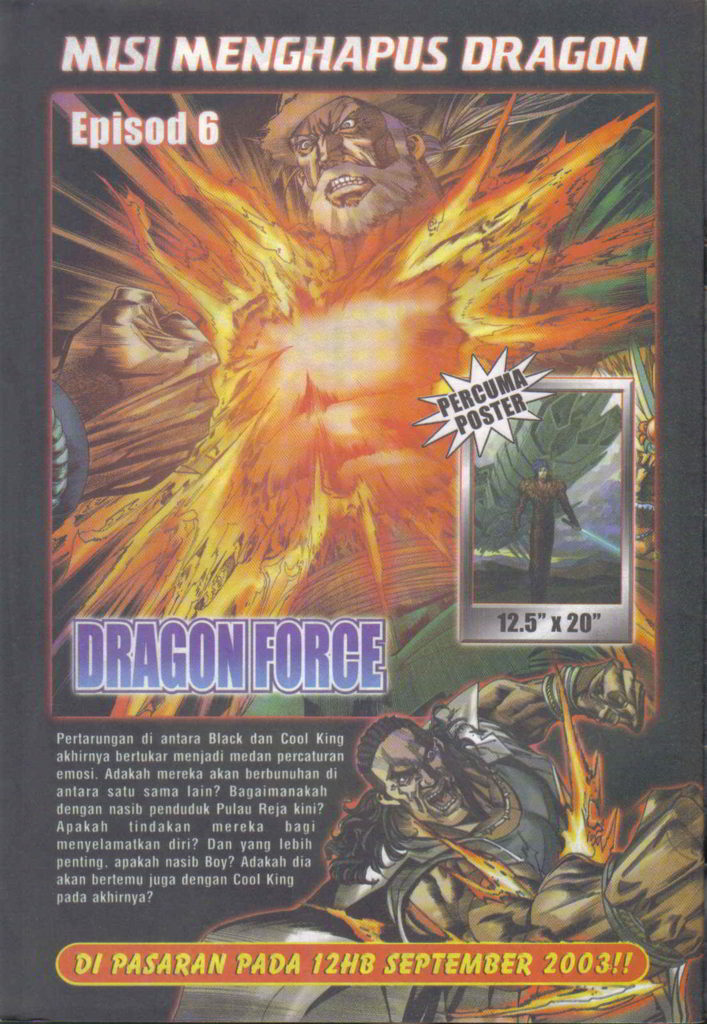 MISI MENGHAPUS DRAGON
Episod 6
PERCUMA
POSTER
12.5" x 20"
DRAGON FORCE
Pertarungan di antara Black dan Cool King
akhirnya bertukar menjadi medan percaturan
emosi. Adakah mereka akan berbunuhan di
antara satu sama lain? Bagaimanakah
dengan nasib penduduk Pulau Reja kini?
Apakah tindakan mereka bagi
menyelamatkan diri? Dan yang lebih
penting, apakah nasib Boy? Adakah dia
akan bertemu juga dengan Cool King
pada akhirnya?
DI PASARAN PADA 12HB SEPTEMBER 2003!!